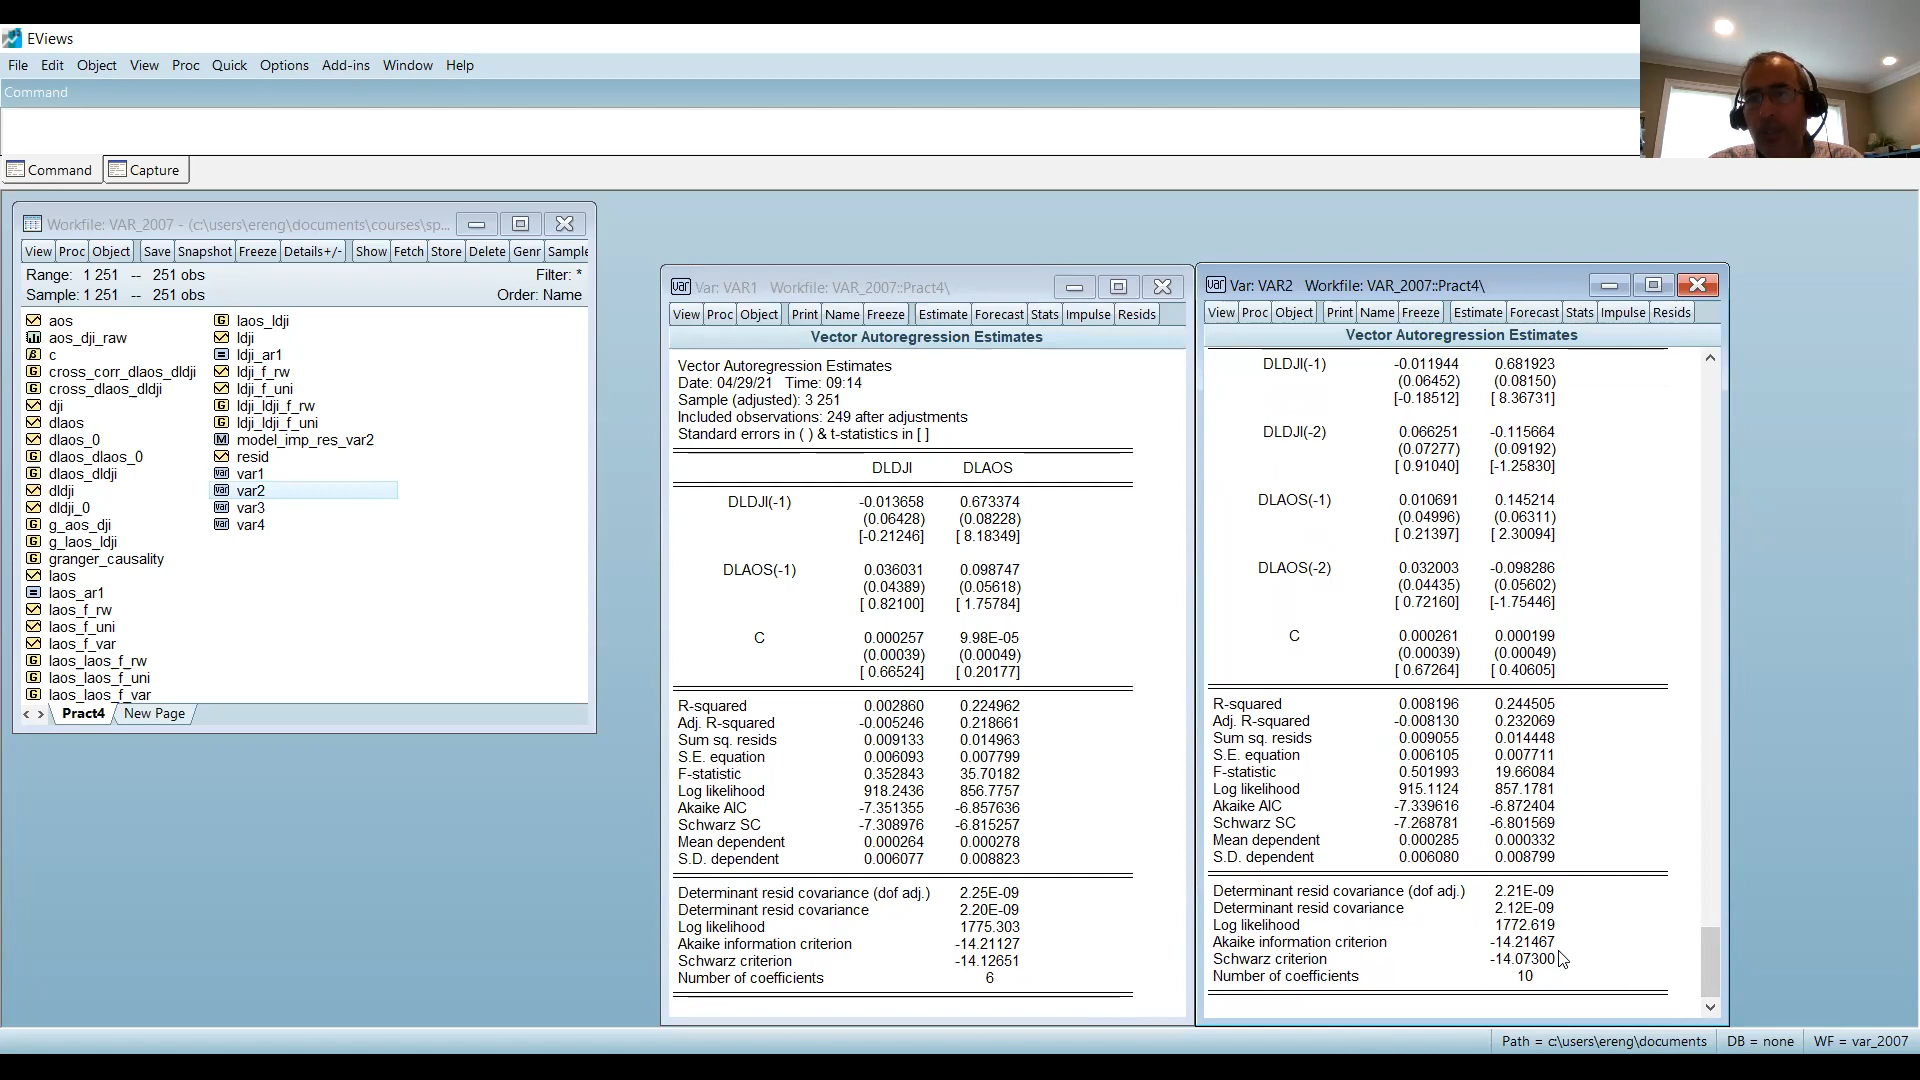 EViews
File Edit Object View Proc Quick Options Add-ins Window Help
Command
Command Capture
Workfile: VAR_2007 - (c:\users\ereng\documents\courses\sp...
View Proc Object Save Snapshot Freeze Details+/- Show Fetch Store Delete Genr Sample
Range: 1 251 -- 251 obs Filter: *
Sample: 1 251 -- 251 obs Order: Name
aos
aos_dji_raw
c
cross_corr_dlaos_dldji
cross_dlaos_dldji
dji
dlaos
dlaos_0
dlaos_dlaos_0
dlaos_dldji
dldji
dldji_0
g_aos_dji
g_laos_ldji
granger_causality
laos
laos_ar1
laos_f_rw
laos_f_uni
laos_f_var
laos_laos_f_rw
laos_laos_f_uni
laos_laos_f_var
laos_ldji
ldji
ldji_ar1
ldji_f_rw
ldji_f_uni
ldji_ldji_f_rw
ldji_ldji_f_uni
model_imp_res_var2
resid
var1
var2
var3
var4
Pract4 New Page
Var: VAR1 Workfile: VAR_2007::Pract4\
View Proc Object Print Name Freeze Estimate Forecast Stats Impulse Resids
Vector Autoregression Estimates
Vector Autoregression Estimates
Date: 04/29/21 Time: 09:14
Sample (adjusted): 3 251
Included observations: 249 after adjustments
Standard errors in ( ) & t-statistics in [ ]
DLDJI DLAOS
DLDJI(-1) -0.013658 0.673374
(0.06428) (0.08228)
[-0.21246] [ 8.18349]
DLAOS(-1) 0.036031 0.098747
(0.04389) (0.05618)
[ 0.82100] [ 1.75784]
C 0.000257 9.98E-05
(0.00039) (0.00049)
[ 0.66524] [ 0.20177]
R-squared 0.002860 0.224962
Adj. R-squared -0.005246 0.218661
Sum sq. resids 0.009133 0.014963
S.E. equation 0.006093 0.007799
F-statistic 0.352843 35.70182
Log likelihood 918.2436 856.7757
Akaike AIC -7.351355 -6.857636
Schwarz SC -7.308976 -6.815257
Mean dependent 0.000264 0.000278
S.D. dependent 0.006077 0.008823
Determinant resid covariance (dof adj.) 2.25E-09
Determinant resid covariance 2.20E-09
Log likelihood 1775.303
Akaike information criterion -14.21127
Schwarz criterion -14.12651
Number of coefficients 6
Var: VAR2 Workfile: VAR_2007::Pract4\
View Proc Object Print Name Freeze Estimate Forecast Stats Impulse Resids
Vector Autoregression Estimates
DLDJI(-1) -0.011944 0.681923
(0.06452) (0.08150)
[-0.18512] [ 8.36731]
DLDJI(-2) 0.066251 -0.115664
(0.07277) (0.09192)
[ 0.91040] [-1.25830]
DLAOS(-1) 0.010691 0.145214
(0.04996) (0.06311)
[ 0.21397] [ 2.30094]
DLAOS(-2) 0.032003 -0.098286
(0.04435) (0.05602)
[ 0.72160] [-1.75446]
C 0.000261 0.000199
(0.00039) (0.00049)
[ 0.67264] [ 0.40605]
R-squared 0.008196 0.244505
Adj. R-squared -0.008130 0.232069
Sum sq. resids 0.009055 0.014448
S.E. equation 0.006105 0.007711
F-statistic 0.501993 19.66084
Log likelihood 915.1124 857.1781
Akaike AIC -7.339616 -6.872404
Schwarz SC -7.268781 -6.801569
Mean dependent 0.000285 0.000332
S.D. dependent 0.006080 0.008799
Determinant resid covariance (dof adj.) 2.21E-09
Determinant resid covariance 2.12E-09
Log likelihood 1772.619
Akaike information criterion -14.21467
Schwarz criterion -14.07300
Number of coefficients 10
Path = c:\users\ereng\documents DB = none WF = var_2007